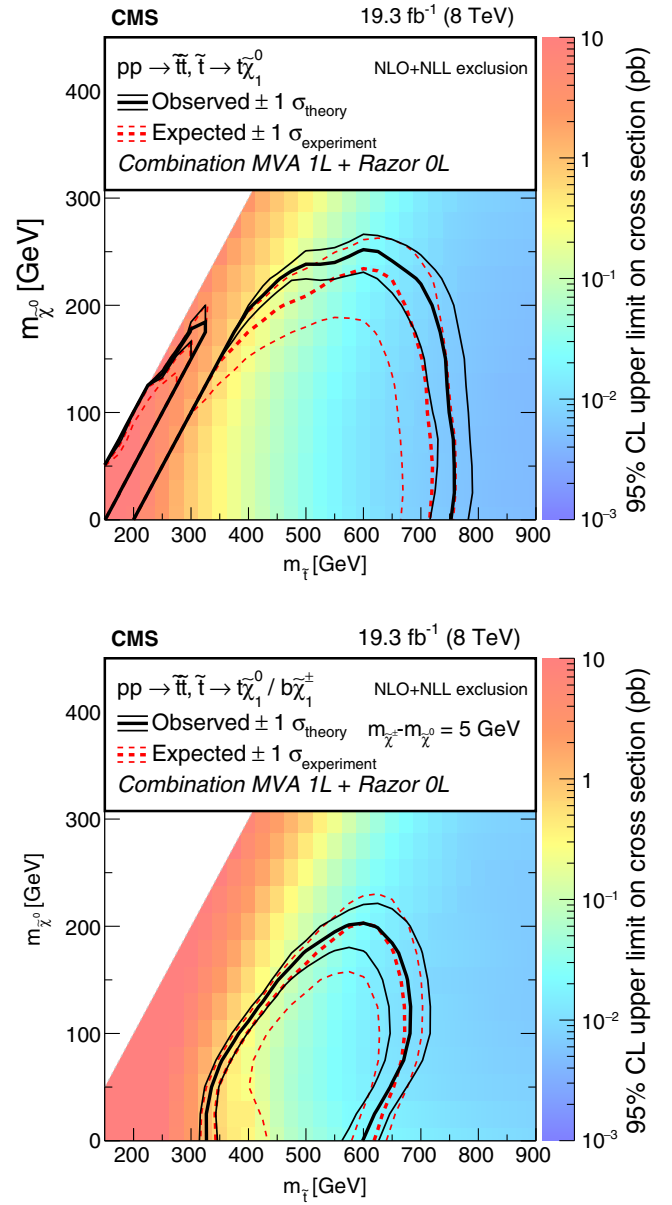 CMS 19.3 fb⁻¹ (8 TeV)
pp → t̃t̃, t̃ → tχ̃₁⁰ NLO+NLL exclusion
Observed ± 1 σ_theory
Expected ± 1 σ_experiment
Combination MVA 1L + Razor 0L
400
300
200
100
0
m_χ̃⁰ [GeV]
200 300 400 500 600 700 800 900
m_t̃ [GeV]
10
1
10⁻¹
10⁻²
10⁻³
95% CL upper limit on cross section (pb)
CMS 19.3 fb⁻¹ (8 TeV)
pp → t̃t̃, t̃ → tχ̃₁⁰ / bχ̃₁± NLO+NLL exclusion
Observed ± 1 σ_theory m_χ̃±-m_χ̃⁰ = 5 GeV
Expected ± 1 σ_experiment
Combination MVA 1L + Razor 0L
400
300
200
100
0
m_χ̃⁰ [GeV]
200 300 400 500 600 700 800 900
m_t̃ [GeV]
10
1
10⁻¹
10⁻²
10⁻³
95% CL upper limit on cross section (pb)